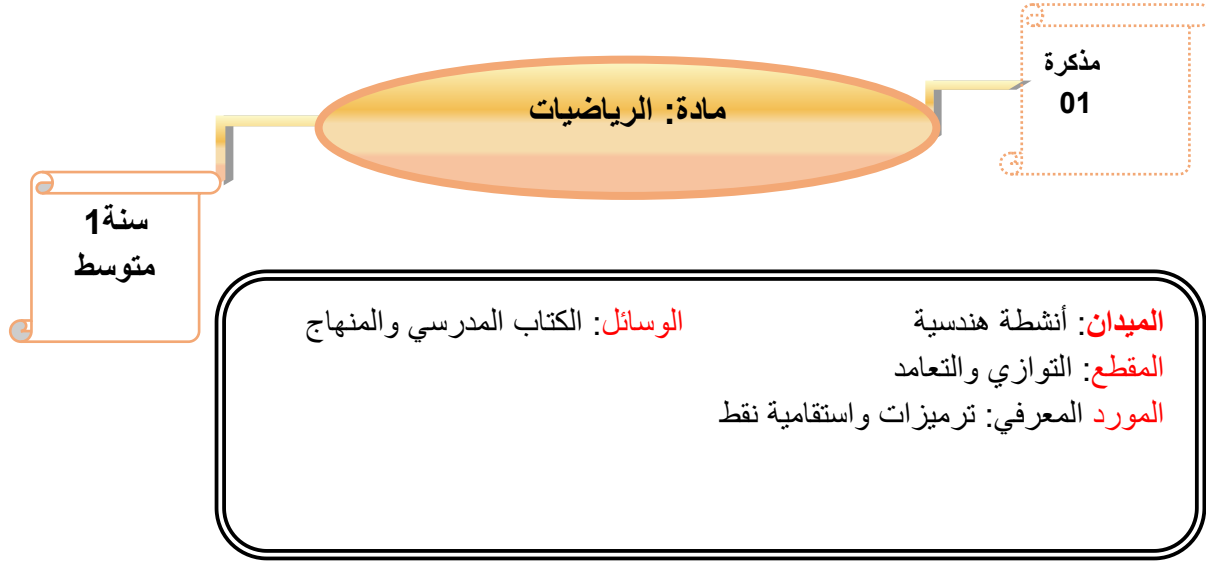 مذكرة
01
مادة: الرياضيات
سنة1
متوسط
الميدان: أنشطة هندسية الوسائل: الكتاب المدرسي والمنهاج
المقطع: التوازي والتعامد
المورد المعرفي: ترميزات واستقامية نقط